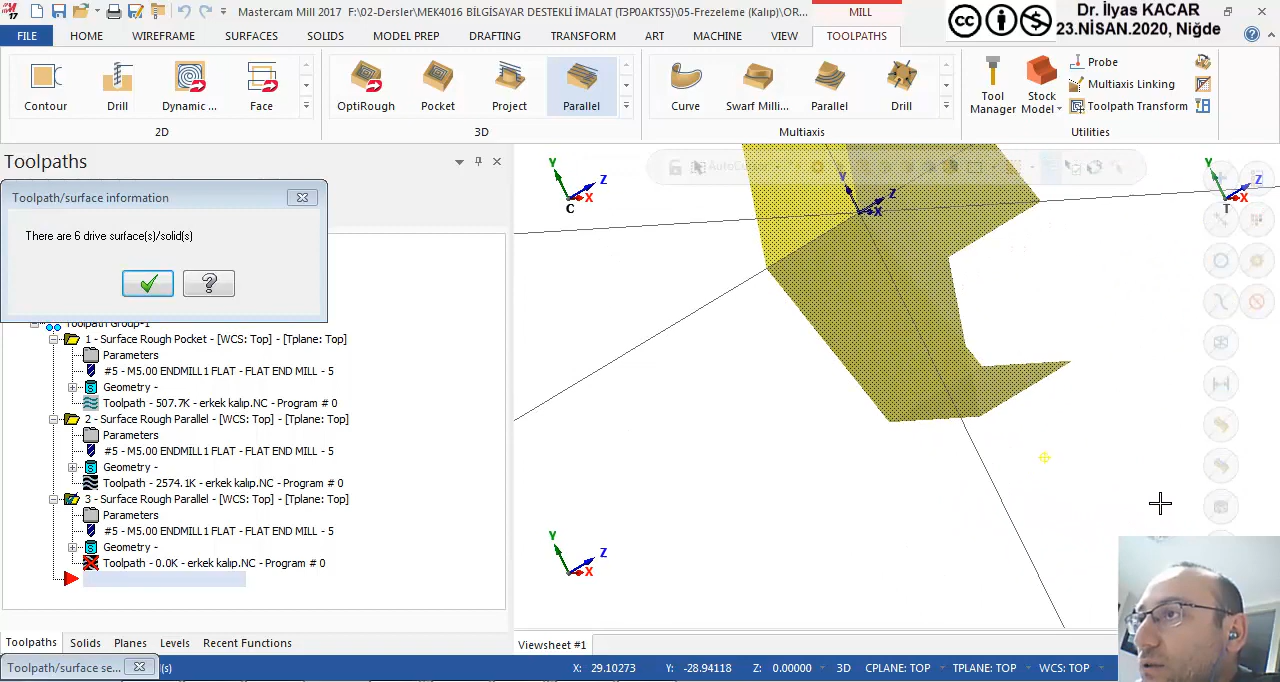 Mastercam Mill 2017 F:\02-Dersler\MEK4016 BİLGİSAYAR DESTEKLİ İMALAT (T3P0AKTS5)\05-Frezeleme (Kalıp)\OR...
MILL
Dr. İlyas KACAR
23.NİSAN.2020, Niğde
FILE HOME WIREFRAME SURFACES SOLIDS MODEL PREP DRAFTING TRANSFORM ART MACHINE VIEW TOOLPATHS
Contour Drill Dynamic ... Face
OptiRough Pocket Project Parallel
Curve Swarf Milli... Parallel Drill
Tool Manager
Stock Model
Probe
Multiaxis Linking
Toolpath Transform
2D 3D Multiaxis Utilities
Toolpaths
Toolpath/surface information
There are 6 drive surface(s)/solid(s)
Toolpath Group-1
1 - Surface Rough Pocket - [WCS: Top] - [Tplane: Top]
Parameters
#5 - M5.00 ENDMILL1 FLAT - FLAT END MILL - 5
Geometry -
Toolpath - 507.7K - erkek kalıp.NC - Program # 0
2 - Surface Rough Parallel - [WCS: Top] - [Tplane: Top]
Parameters
#5 - M5.00 ENDMILL1 FLAT - FLAT END MILL - 5
Geometry -
Toolpath - 2574.1K - erkek kalıp.NC - Program # 0
3 - Surface Rough Parallel - [WCS: Top] - [Tplane: Top]
Parameters
#5 - M5.00 ENDMILL1 FLAT - FLAT END MILL - 5
Geometry -
Toolpath - 0.0K - erkek kalıp.NC - Program # 0
Y Z X C
Y Z X
Y Z X T
Y Z X
Toolpaths Solids Planes Levels Recent Functions
Viewsheet #1
Toolpath/surface se... (s)
X: 29.10273 Y: -28.94118 Z: 0.00000 3D CPLANE: TOP TPLANE: TOP WCS: TOP